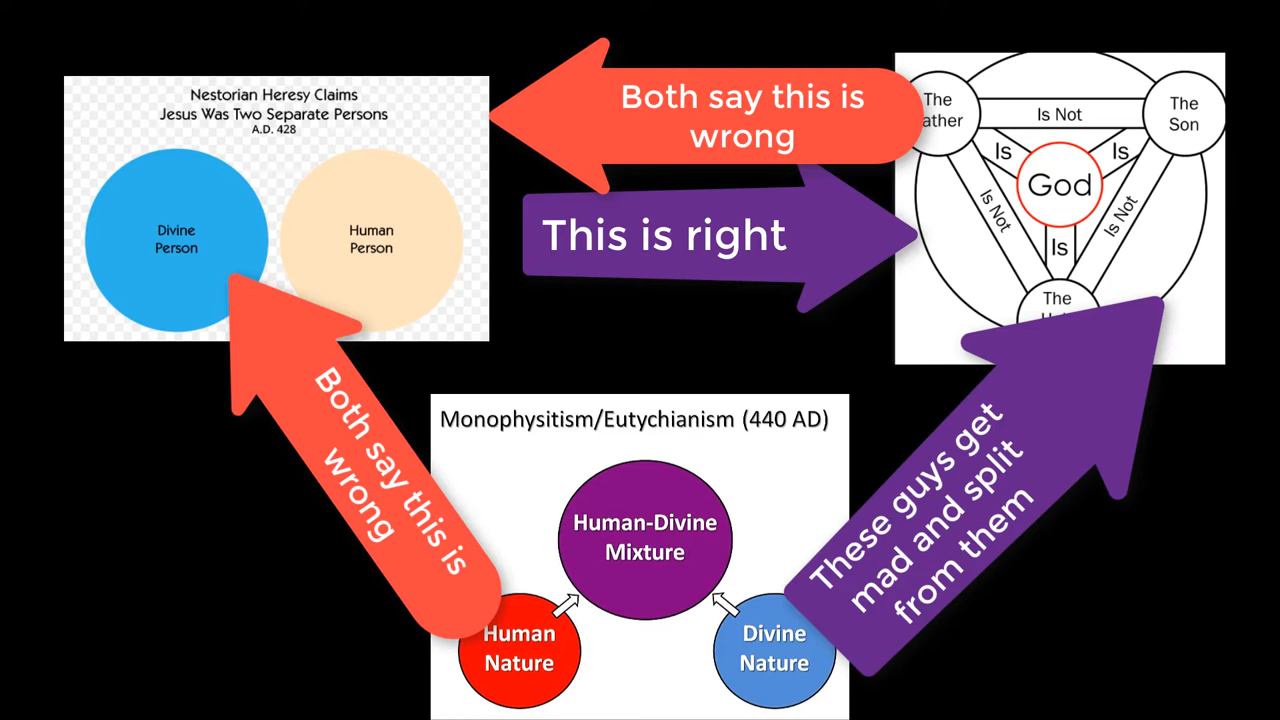 Nestorian Heresy Claims
Jesus Was Two Separate Persons
A.D. 428
Divine
Person
Human
Person
Both say this is
wrong
This is right
The
ather
Is Not
The
Son
Is
Is
God
Is Not
Is Not
Is
The
Both say this is
wrong
Monophysitism/Eutychianism (440 AD)
Human-Divine
Mixture
Human
Nature
Divine
Nature
These guys get
mad and split
from them